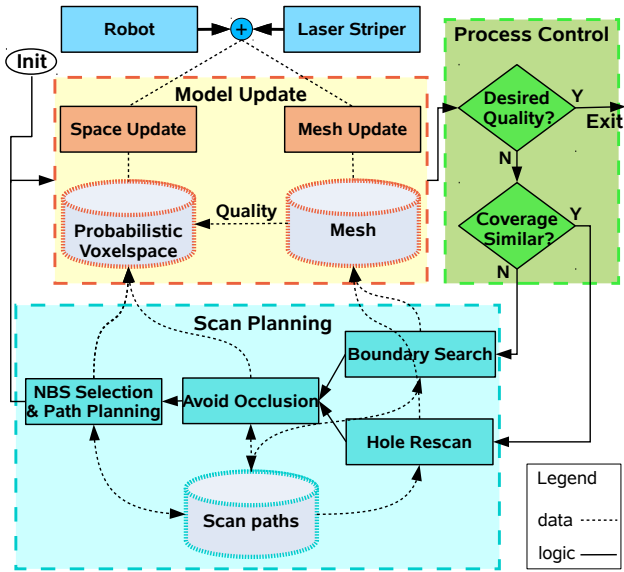 Robot
+
Laser Striper
Process Control
Init
Model Update
Desired
Quality?
Y
Exit
Space Update
Mesh Update
N
Quality
Probabilistic
Voxelspace
Mesh
Coverage
Similar?
Y
N
Scan Planning
Boundary Search
NBS Selection
& Path Planning
Avoid Occlusion
Hole Rescan
Scan paths
Legend
data
logic